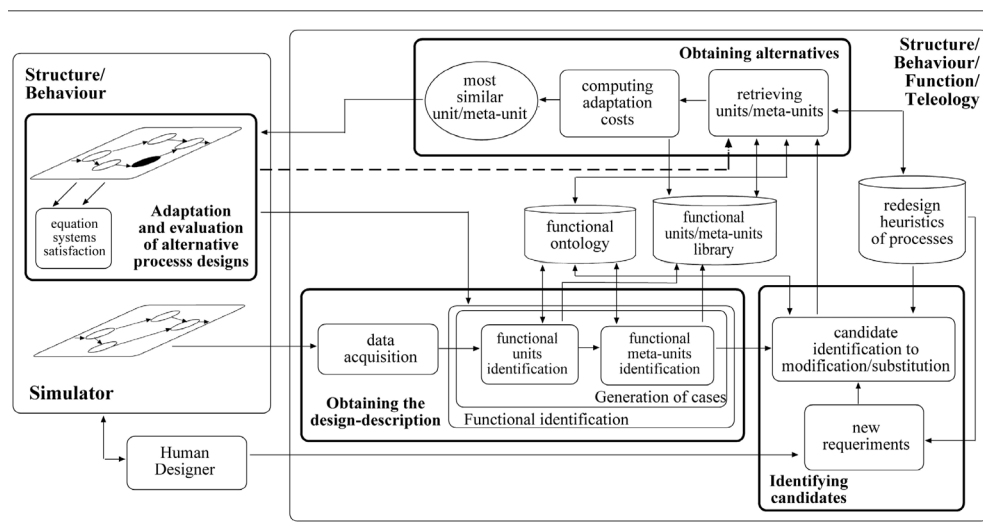 Structure/
Behaviour
equation
systems
satisfaction
Adaptation
and evaluation
of alternative
processs designs
Simulator
Human
Designer
Obtaining alternatives
most
similar
unit/meta-unit
computing
adaptation
costs
retrieving
units/meta-units
Structure/
Behaviour/
Function/
Teleology
functional
ontology
functional
units/meta-units
library
redesign
heuristics
of processes
data
acquisition
functional
units
identification
functional
meta-units
identification
Generation of cases
Functional identification
Obtaining the
design-description
candidate
identification to
modification/substitution
new
requeriments
Identifying
candidates